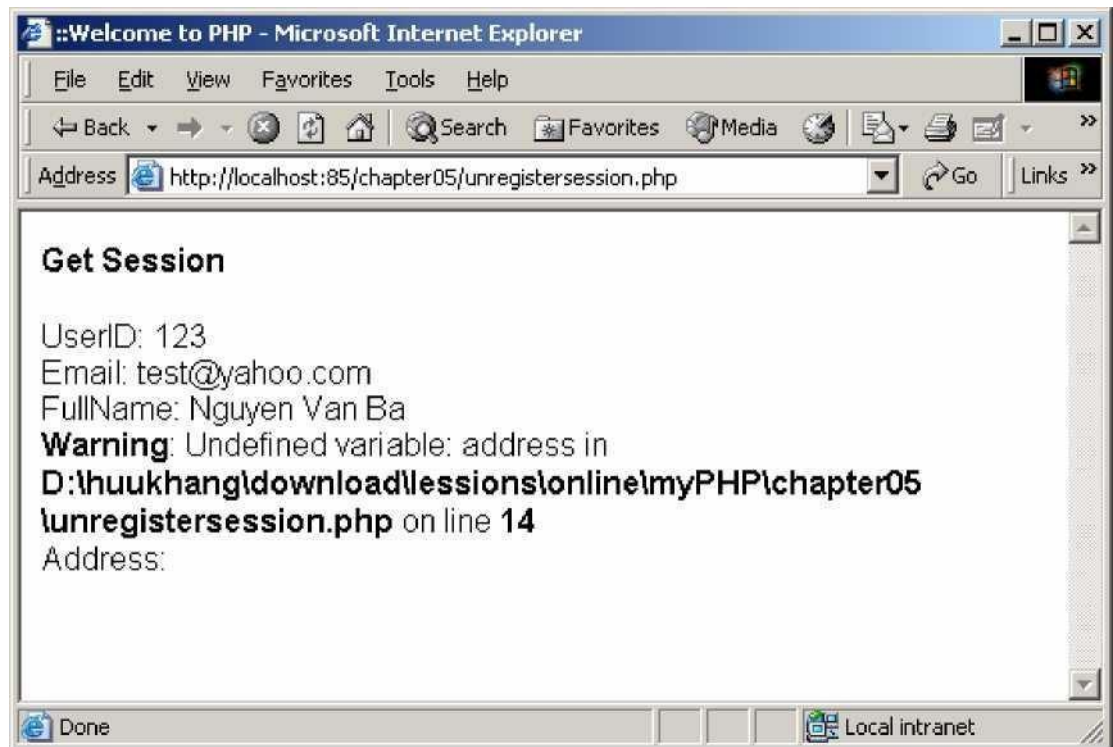 ::Welcome to PHP - Microsoft Internet Explorer
File Edit View Favorites Tools Help
Back Search Favorites Media »
Address http://localhost:85/chapter05/unregistersession.php Go Links »
Get Session
UserID: 123
Email: test@yahoo.com
FullName: Nguyen Van Ba
Warning: Undefined variable: address in
D:\huukhang\download\lessions\online\myPHP\chapter05
\unregistersession.php on line 14
Address:
Done Local intranet